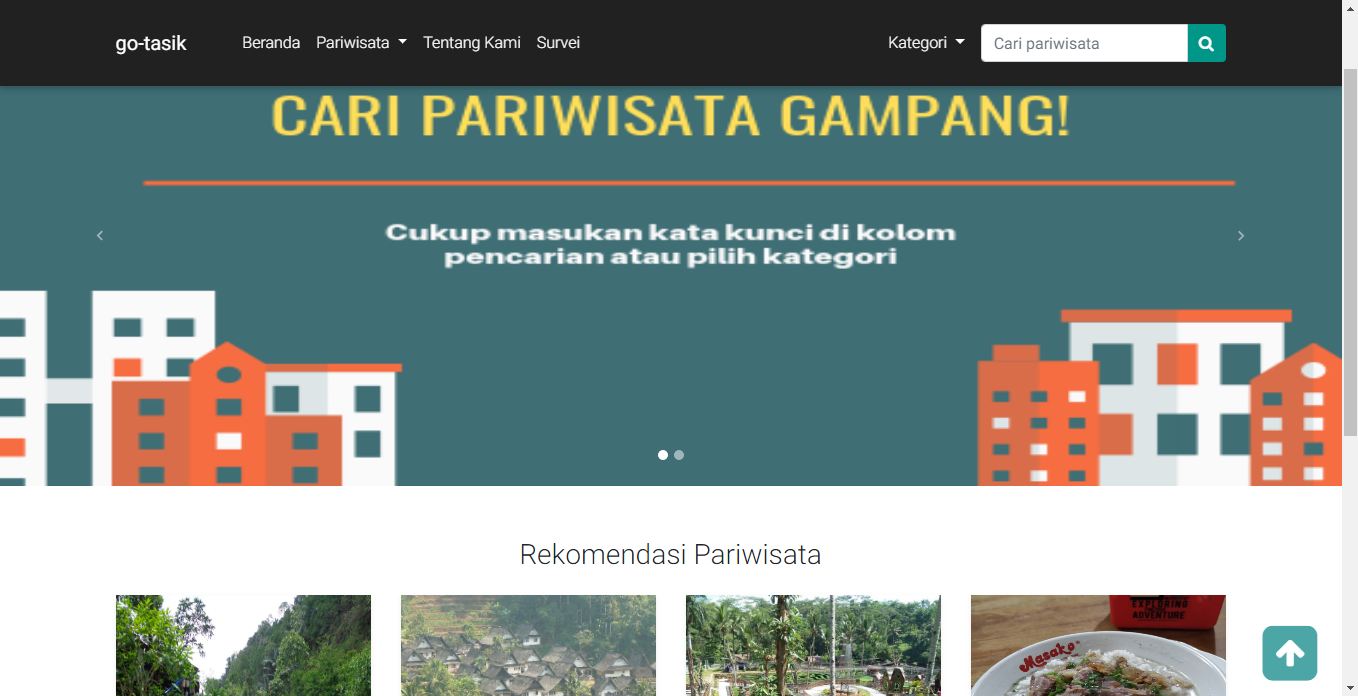 go-tasik Beranda Pariwisata Tentang Kami Survei Kategori Cari pariwisata
CARI PARIWISATA GAMPANG!
Cukup masukan kata kunci di kolom
pencarian atau pilih kategori
Rekomendasi Pariwisata
EXPLORING
ADVENTURE
Masako